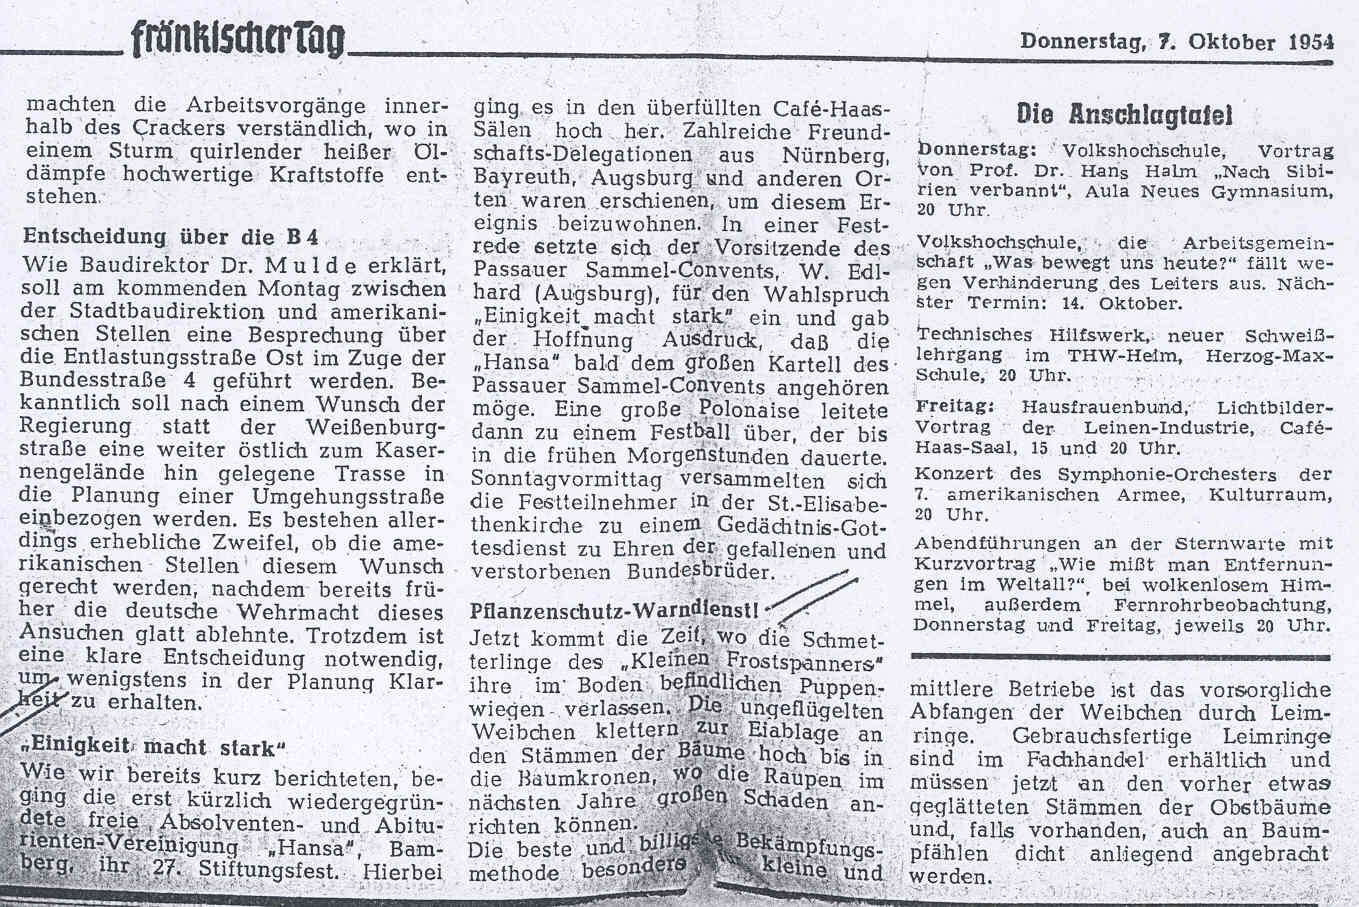 fränkischer Tag
Donnerstag, 7. Oktober 1954
machten die Arbeitsvorgänge inner-
halb des Crackers verständlich, wo in
einem Sturm quirlender heißer Öl-
dämpfe hochwertige Kraftstoffe ent-
stehen.
Entscheidung über die B 4
Wie Baudirektor Dr. Mulde erklärt,
soll am kommenden Montag zwischen
der Stadtbaudirektion und amerikani-
schen Stellen eine Besprechung über
die Entlastungsstraße Ost im Zuge der
Bundesstraße 4 geführt werden. Be-
kanntlich soll nach einem Wunsch der
Regierung statt der Weißenburg-
straße eine weiter östlich zum Kaser-
nengelände hin gelegene Trasse in
die Planung einer Umgehungsstraße
einbezogen werden. Es bestehen aller-
dings erhebliche Zweifel, ob die ame-
rikanischen Stellen diesem Wunsch
gerecht werden, nachdem bereits frü-
her die deutsche Wehrmacht dieses
Ansuchen glatt ablehnte. Trotzdem ist
eine klare Entscheidung notwendig,
um wenigstens in der Planung Klar-
heit zu erhalten.
„Einigkeit macht stark“
Wie wir bereits kurz berichteten, be-
ging die erst kürzlich wiedergegrün-
dete freie Absolventen- und Abitu-
rienten-Vereinigung „Hansa“, Bam-
berg, ihr 27. Stiftungsfest. Hierbei
ging es in den überfüllten Café-Haas-
Sälen hoch her. Zahlreiche Freund-
schafts-Delegationen aus Nürnberg,
Bayreuth, Augsburg und anderen Or-
ten waren erschienen, um diesem Er-
eignis beizuwohnen. In einer Fest-
rede setzte sich der Vorsitzende des
Passauer Sammel-Convents, W. Edl-
hard (Augsburg), für den Wahlspruch
„Einigkeit macht stark“ ein und gab
der Hoffnung Ausdruck, daß die
„Hansa“ bald dem großen Kartell des
Passauer Sammel-Convents angehören
möge. Eine große Polonaise leitete
dann zu einem Festball über, der bis
in die frühen Morgenstunden dauerte.
Sonntagvormittag versammelten sich
die Festteilnehmer in der St.-Elisabe-
thenkirche zu einem Gedächtnis-Got-
tesdienst zu Ehren der gefallenen und
verstorbenen Bundesbrüder.
Pflanzenschutz-Warndienst!
Jetzt kommt die Zeit, wo die Schmet-
terlinge des „Kleinen Frostspanners“
ihre im Boden befindlichen Puppen-
wiegen verlassen. Die ungeflügelten
Weibchen klettern zur Eiablage an
den Stämmen der Bäume hoch bis in
die Baumkronen, wo die Raupen im
nächsten Jahre großen Schaden an-
richten können.
Die beste und billigste Bekämpfungs-
methode besonders für kleine und
Die Anschlagtafel
Donnerstag: Volkshochschule, Vortrag
von Prof. Dr. Hans Halm „Nach Sibi-
rien verbannt“, Aula Neues Gymnasium,
20 Uhr.
Volkshochschule, die Arbeitsgemein-
schaft „Was bewegt uns heute?“ fällt we-
gen Verhinderung des Leiters aus. Näch-
ster Termin: 14. Oktober.
Technisches Hilfswerk, neuer Schweiß-
lehrgang im THW-Heim, Herzog-Max-
Schule, 20 Uhr.
Freitag: Hausfrauenbund, Lichtbilder-
Vortrag der Leinen-Industrie, Café-
Haas-Saal, 15 und 20 Uhr.
Konzert des Symphonie-Orchesters der
7. amerikanischen Armee, Kulturraum,
20 Uhr.
Abendführungen an der Sternwarte mit
Kurzvortrag „Wie mißt man Entfernun-
gen im Weltall?“, bei wolkenlosem Him-
mel, außerdem Fernrohrbeobachtung,
Donnerstag und Freitag, jeweils 20 Uhr.
mittlere Betriebe ist das vorsorgliche
Abfangen der Weibchen durch Leim-
ringe. Gebrauchsfertige Leimringe
sind im Fachhandel erhältlich und
müssen jetzt an den vorher etwas
geglätteten Stämmen der Obstbäume
und, falls vorhanden, auch an Baum-
pfählen dicht anliegend angebracht
werden.